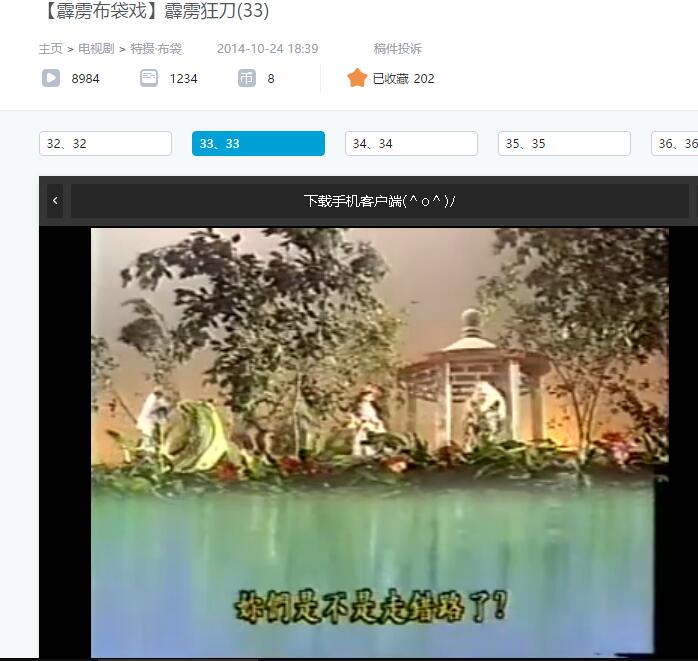 【霹雳布袋戏】霹雳狂刀(33)
主页 > 电视剧 > 特摄·布袋 2014-10-24 18:39 稿件投诉
8984 1234 币 8 已收藏 202
32、32 33、33 34、34 35、35 36、36
‹ 下载手机客户端(^o^)/
妳們是不是走錯路了?